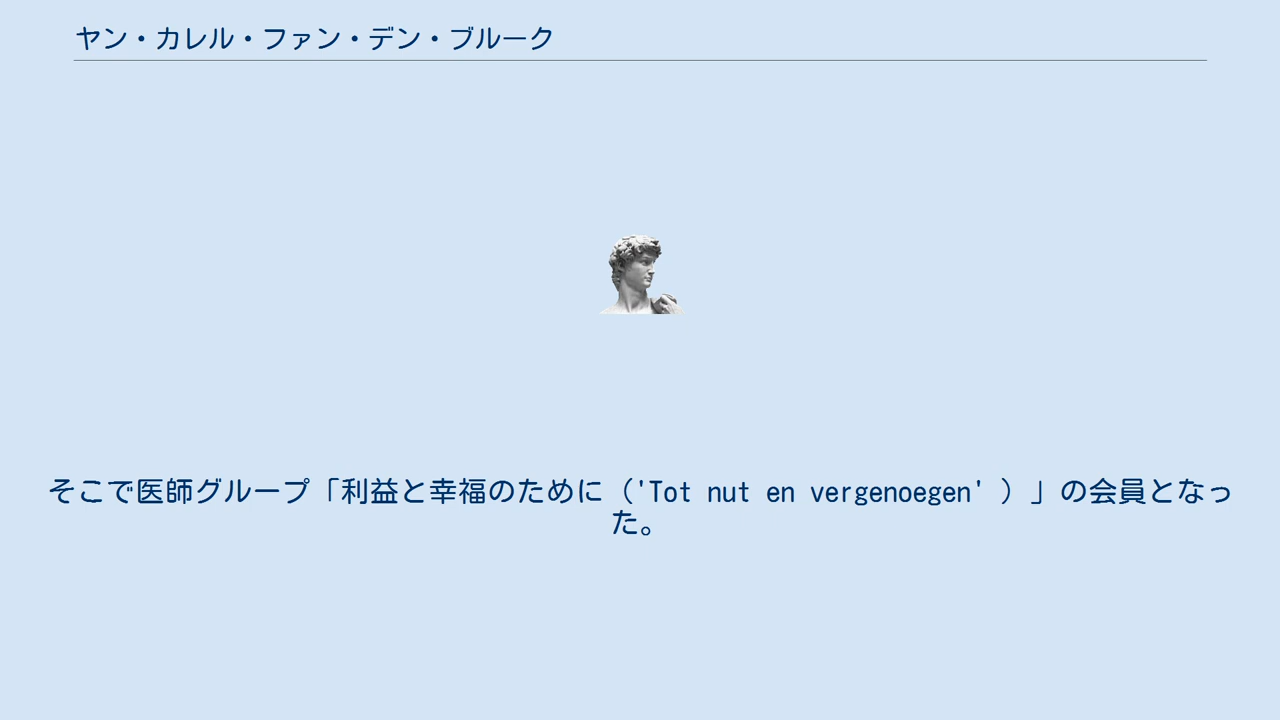 ヤン・カレル・ファン・デン・ブルーク
そこで医師グループ「利益と幸福のために（'Tot nut en vergenoegen' ）」の会員となっ
た。